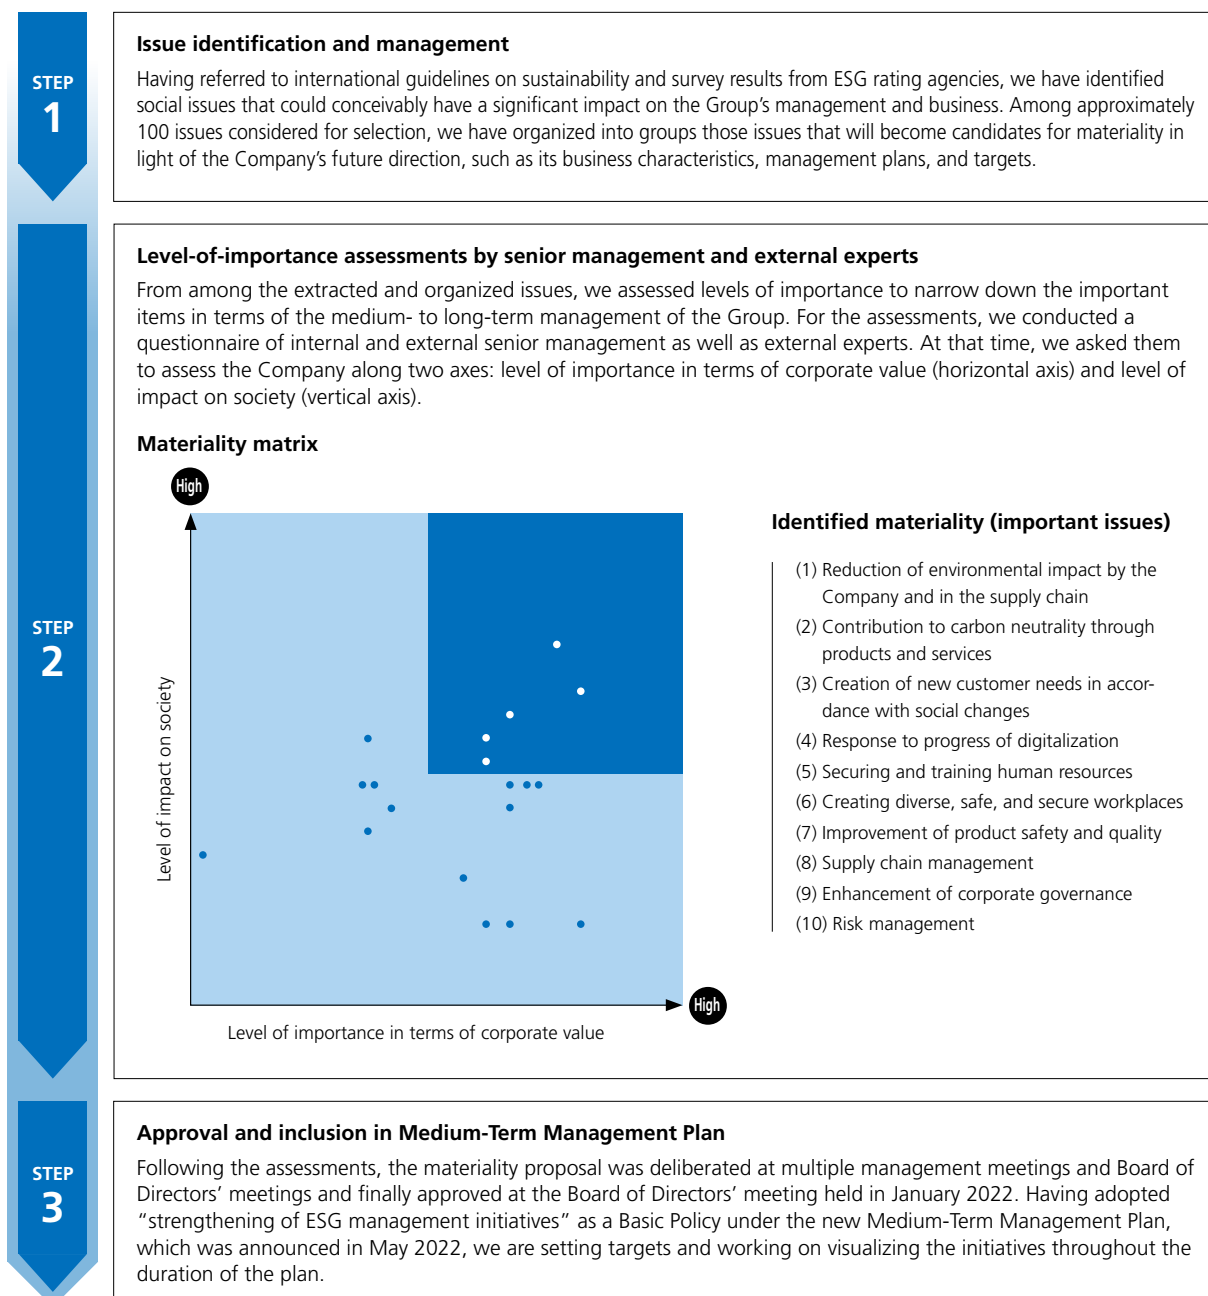 STEP
1
Issue identification and management
Having referred to international guidelines on sustainability and survey results from ESG rating agencies, we have identified
social issues that could conceivably have a significant impact on the Group’s management and business. Among approximately
100 issues considered for selection, we have organized into groups those issues that will become candidates for materiality in
light of the Company’s future direction, such as its business characteristics, management plans, and targets.
STEP
2
Level-of-importance assessments by senior management and external experts
From among the extracted and organized issues, we assessed levels of importance to narrow down the important
items in terms of the medium- to long-term management of the Group. For the assessments, we conducted a
questionnaire of internal and external senior management as well as external experts. At that time, we asked them
to assess the Company along two axes: level of importance in terms of corporate value (horizontal axis) and level of
impact on society (vertical axis).
Materiality matrix
High
Level of impact on society
High
Level of importance in terms of corporate value
Identified materiality (important issues)
(1) Reduction of environmental impact by the
Company and in the supply chain
(2) Contribution to carbon neutrality through
products and services
(3) Creation of new customer needs in accor-
dance with social changes
(4) Response to progress of digitalization
(5) Securing and training human resources
(6) Creating diverse, safe, and secure workplaces
(7) Improvement of product safety and quality
(8) Supply chain management
(9) Enhancement of corporate governance
(10) Risk management
STEP
3
Approval and inclusion in Medium-Term Management Plan
Following the assessments, the materiality proposal was deliberated at multiple management meetings and Board of
Directors’ meetings and finally approved at the Board of Directors’ meeting held in January 2022. Having adopted
“strengthening of ESG management initiatives” as a Basic Policy under the new Medium-Term Management Plan,
which was announced in May 2022, we are setting targets and working on visualizing the initiatives throughout the
duration of the plan.